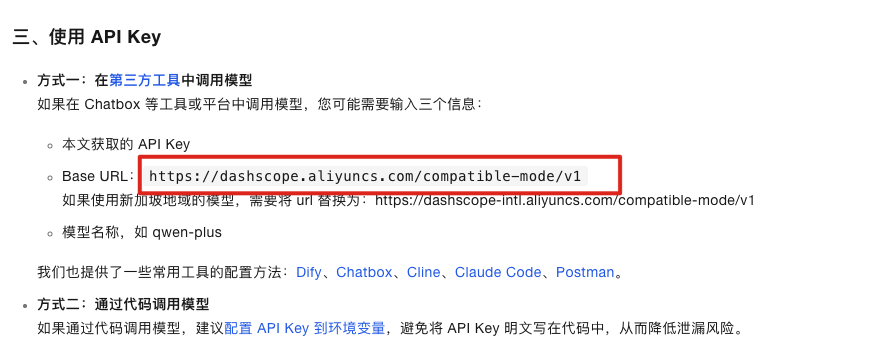 三、使用 API Key
方式一：在第三方工具中调用模型
如果在 Chatbox 等工具或平台中调用模型，您可能需要输入三个信息：
本文获取的 API Key
Base URL：https://dashscope.aliyuncs.com/compatible-mode/v1
如果使用新加坡地域的模型，需要将 url 替换为：https://dashscope-intl.aliyuncs.com/compatible-mode/v1
模型名称，如 qwen-plus
我们也提供了一些常用工具的配置方法：Dify、Chatbox、Cline、Claude Code、Postman。
方式二：通过代码调用模型
如果通过代码调用模型，建议配置 API Key 到环境变量，避免将 API Key 明文写在代码中，从而降低泄漏风险。